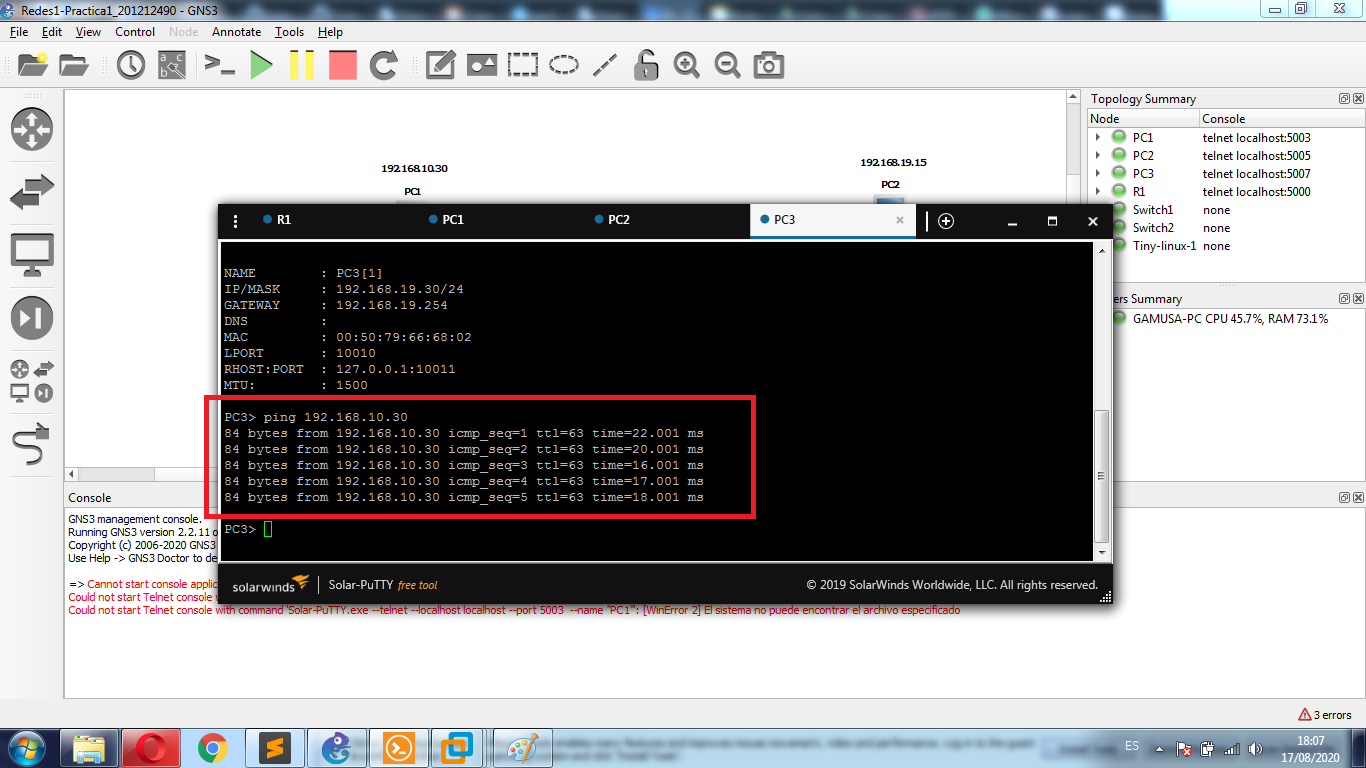 Redes1-Practica1_201212490 - GNS3
File Edit View Control Node Annotate Tools Help
192.168.10.30
PC1
192.168.19.15
PC2
Topology Summary
Node Console
PC1 telnet localhost:5003
PC2 telnet localhost:5005
PC3 telnet localhost:5007
R1 telnet localhost:5000
Switch1 none
Switch2 none
Tiny-linux-1 none
ers Summary
GAMUSA-PC CPU 45.7%, RAM 73.1%
R1 PC1 PC2 PC3
NAME : PC3[1]
IP/MASK : 192.168.19.30/24
GATEWAY : 192.168.19.254
DNS :
MAC : 00:50:79:66:68:02
LPORT : 10010
RHOST:PORT : 127.0.0.1:10011
MTU: : 1500
PC3> ping 192.168.10.30
84 bytes from 192.168.10.30 icmp_seq=1 ttl=63 time=22.001 ms
84 bytes from 192.168.10.30 icmp_seq=2 ttl=63 time=20.001 ms
84 bytes from 192.168.10.30 icmp_seq=3 ttl=63 time=16.001 ms
84 bytes from 192.168.10.30 icmp_seq=4 ttl=63 time=17.001 ms
84 bytes from 192.168.10.30 icmp_seq=5 ttl=63 time=18.001 ms
PC3>
solarwinds Solar-PuTTY free tool © 2019 SolarWinds Worldwide, LLC. All rights reserved.
Console
GNS3 management console.
Running GNS3 version 2.2.11 o
Copyright (c) 2006-2020 GNS3
Use Help -> GNS3 Doctor to de
=> Cannot start console applic
Could not start Telnet console
Could not start Telnet console with command 'Solar-PuTTY.exe --telnet --localhost localhost --port 5003 --name "PC1"': [WinError 2] El sistema no puede encontrar el archivo especificado
3 errors
ES
18:07
17/08/2020